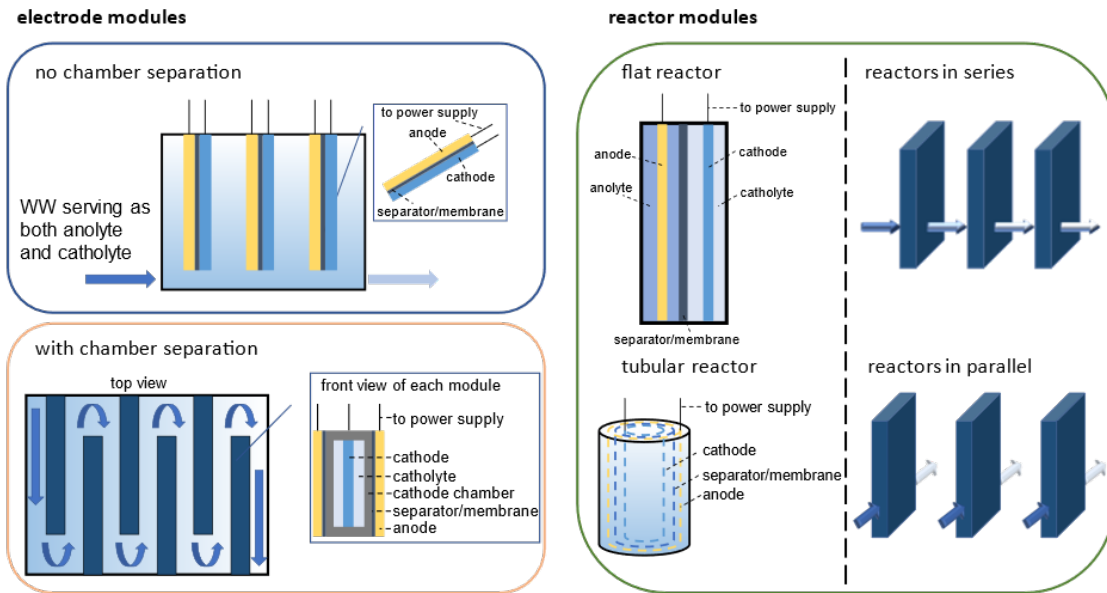 electrode modules
no chamber separation
to power supply
anode
cathode
separator/membrane
WW serving as
both anolyte
and catholyte
with chamber separation
top view
front view of each module
to power supply
cathode
catholyte
cathode chamber
separator/membrane
anode
reactor modules
flat reactor
to power supply
anode
cathode
anolyte
catholyte
separator/membrane
tubular reactor
to power supply
cathode
separator/membrane
anode
reactors in series
reactors in parallel